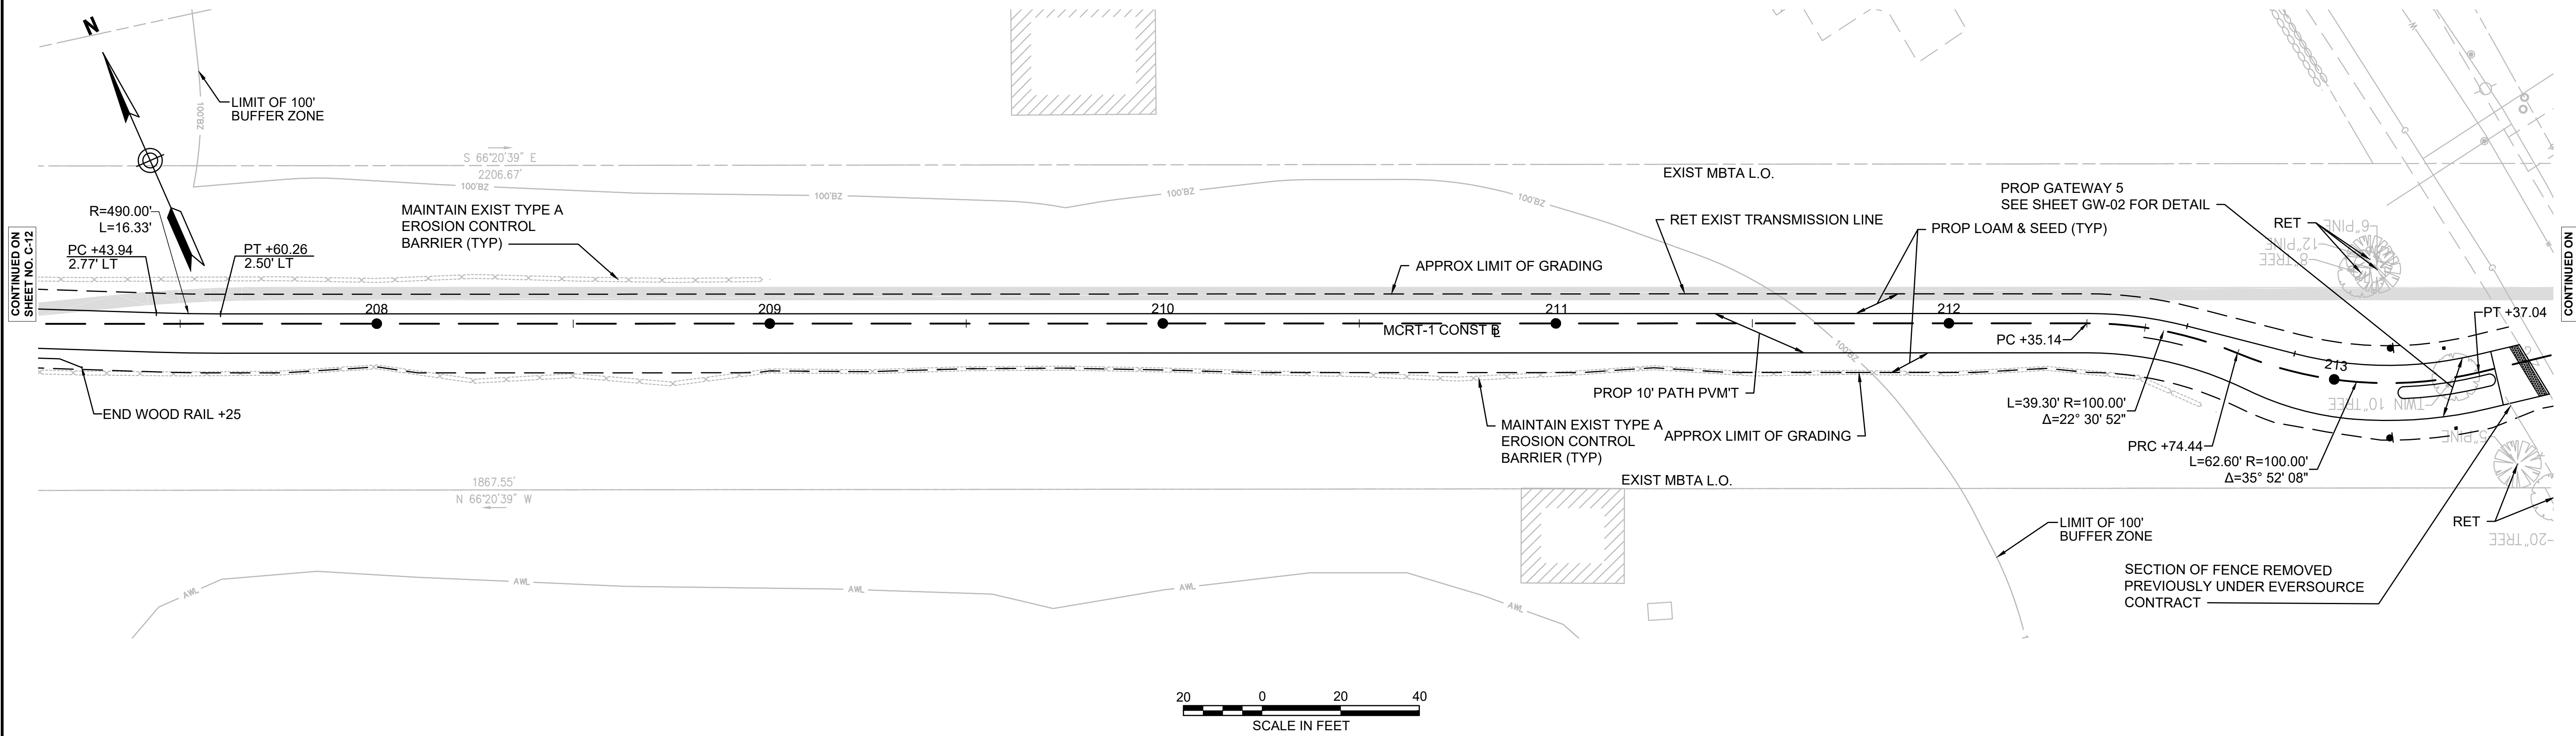 N
LIMIT OF 100'
BUFFER ZONE
100'BZ
S 66°20'39" E
2206.67'
100'BZ
100'BZ
100'BZ
100'BZ
EXIST MBTA L.O.
PROP GATEWAY 5
SEE SHEET GW-02 FOR DETAIL
RET
6"PINE
12"PINE
8"TREE
W
R=490.00'
L=16.33'
MAINTAIN EXIST TYPE A
EROSION CONTROL
BARRIER (TYP)
RET EXIST TRANSMISSION LINE
PROP LOAM & SEED (TYP)
CONTINUED ON
SHEET NO. C-12
PC +43.94
2.77' LT
PT +60.26
2.50' LT
APPROX LIMIT OF GRADING
CONTINUED ON
208
209
210
211
212
213
MCRT-1 CONST BL
PC +35.14
PT +37.04
100'BZ
END WOOD RAIL +25
PROP 10' PATH PVM'T
L=39.30' R=100.00'
Δ=22° 30' 52"
TWIN 10"TREE
MAINTAIN EXIST TYPE A
EROSION CONTROL
BARRIER (TYP)
APPROX LIMIT OF GRADING
PRC +74.44
L=62.60' R=100.00'
Δ=35° 52' 08"
5"PINE
1867.55'
N 66°20'39" W
EXIST MBTA L.O.
LIMIT OF 100'
BUFFER ZONE
RET
20"TREE
AWL
AWL
AWL
AWL
AWL
SECTION OF FENCE REMOVED
PREVIOUSLY UNDER EVERSOURCE
CONTRACT
20 0 20 40
SCALE IN FEET